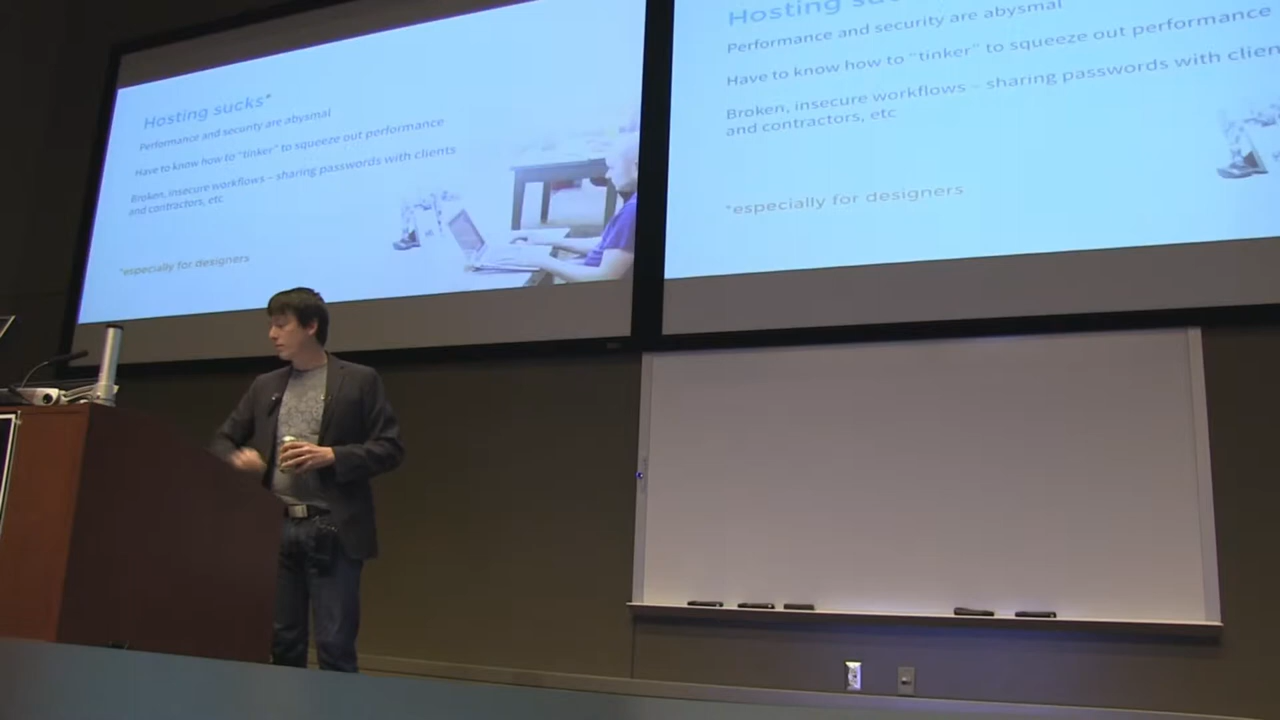 Hosting sucks*
Performance and security are abysmal
Have to know how to "tinker" to squeeze out performance
Broken, insecure workflows – sharing passwords with clients
and contractors, etc
*especially for designers
Hosting suc
Performance and security are abysmal
Have to know how to "tinker" to squeeze out performance
Broken, insecure workflows – sharing passwords with clien
and contractors, etc
*especially for designers